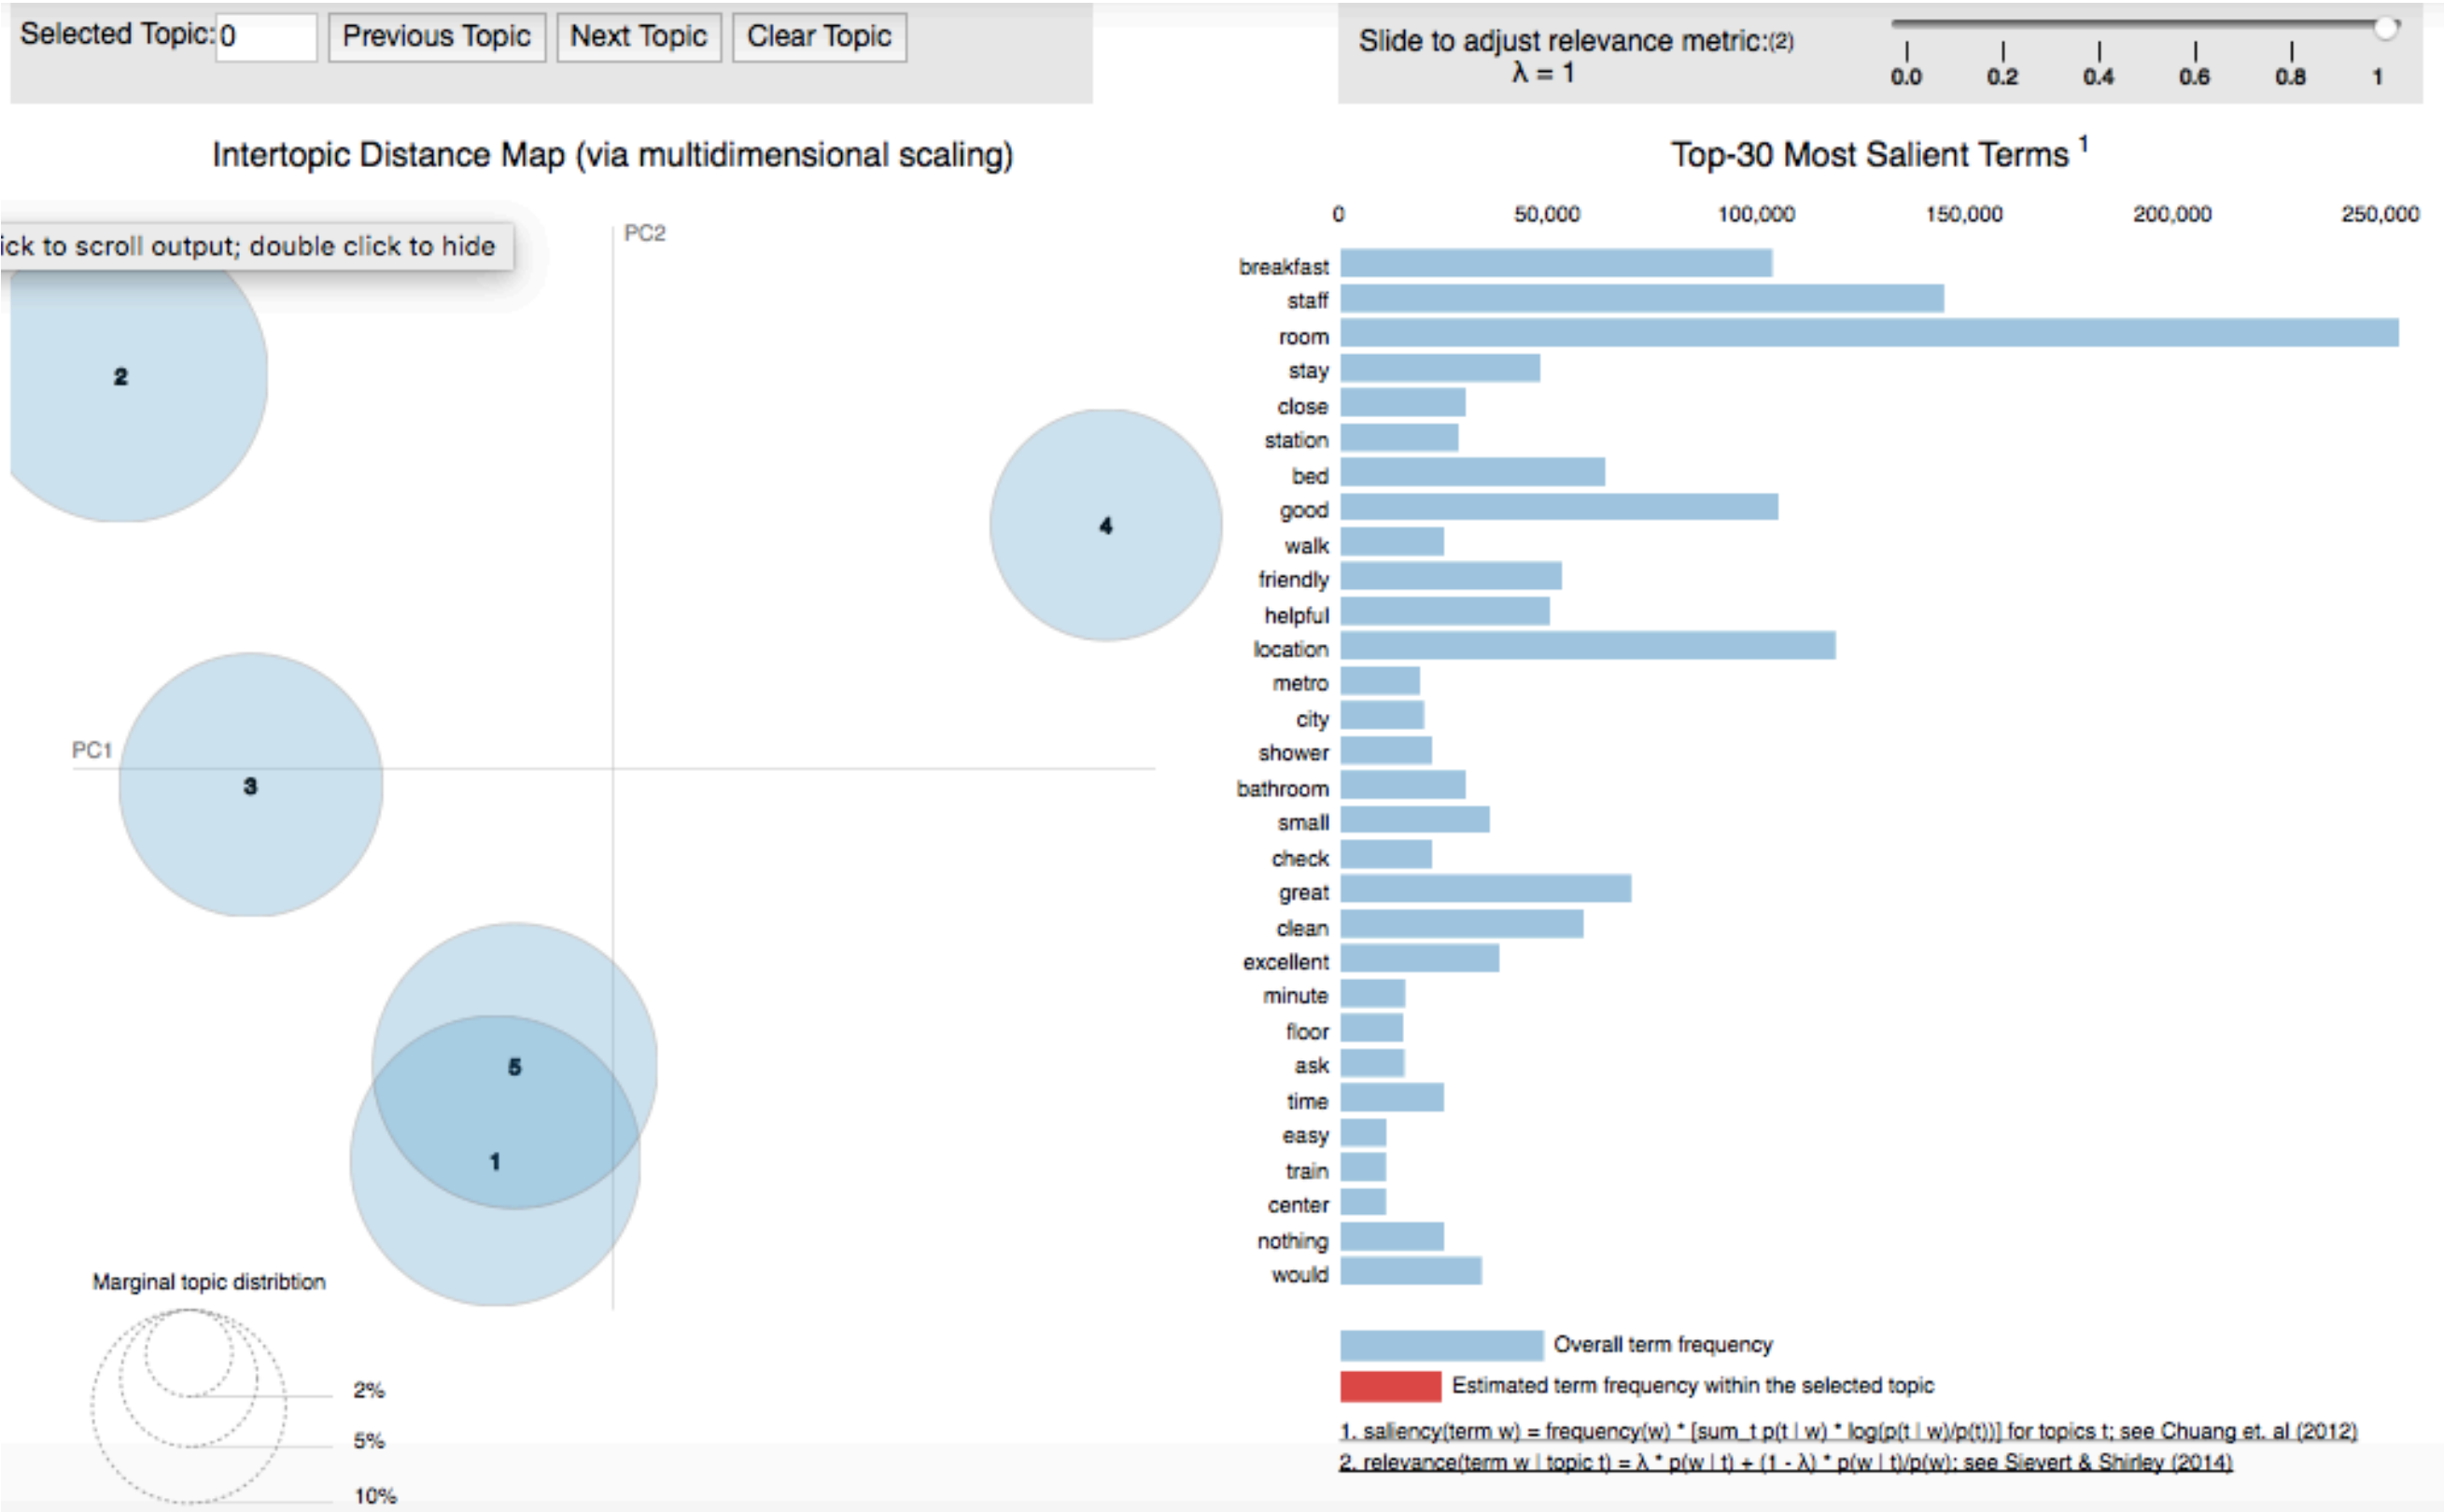 Selected Topic: 0 Previous Topic Next Topic Clear Topic
Slide to adjust relevance metric:(2)
λ = 1
0.0 0.2 0.4 0.6 0.8 1
Intertopic Distance Map (via multidimensional scaling)
ick to scroll output; double click to hide
PC2
PC1
2
4
3
5
1
Marginal topic distribtion
2%
5%
10%
Top-30 Most Salient Terms 1
0 50,000 100,000 150,000 200,000 250,000
breakfast
staff
room
stay
close
station
bed
good
walk
friendly
helpful
location
metro
city
shower
bathroom
small
check
great
clean
excellent
minute
floor
ask
time
easy
train
center
nothing
would
Overall term frequency
Estimated term frequency within the selected topic
1. saliency(term w) = frequency(w) * [sum_t p(t | w) * log(p(t | w)/p(t))] for topics t; see Chuang et. al (2012)
2. relevance(term w | topic t) = λ * p(w | t) + (1 - λ) * p(w | t)/p(w); see Sievert & Shirley (2014)